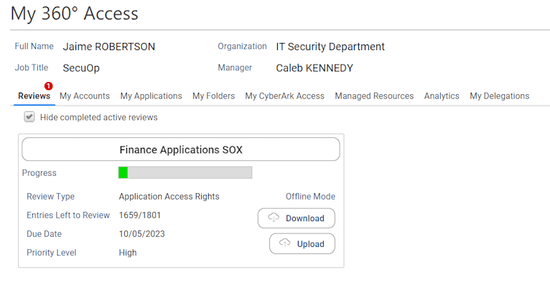 My 360° Access
Full Name Jaime ROBERTSON Organization IT Security Department
Job Title SecuOp Manager Caleb KENNEDY
1
Reviews My Accounts My Applications My Folders My CyberArk Access Managed Resources Analytics My Delegations
Hide completed active reviews
Finance Applications SOX
Progress
Review Type Application Access Rights Offline Mode
Entries Left to Review 1659/1801 Download
Due Date 10/05/2023 Upload
Priority Level High